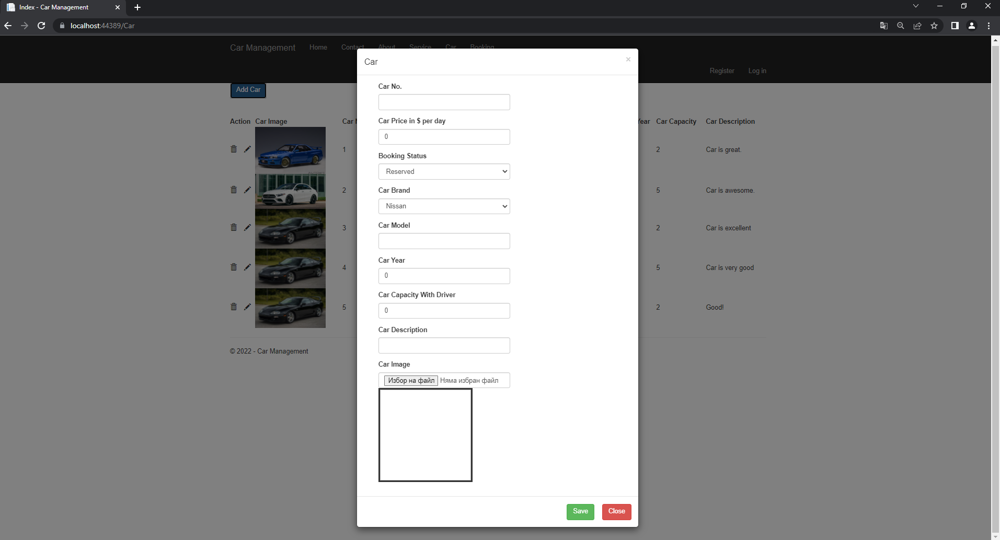 Index - Car Management
localhost:44389/Car
Car Management Home Contact About Service Car Booking
Register Log in
Add Car
Action Car Image Car Year Car Capacity Car Description
1 2 Car is great.
2 5 Car is awesome.
3 2 Car is excellent
4 5 Car is very good
5 2 Good!
© 2022 - Car Management
Car ×
Car No.
Car Price in $ per day
0
Booking Status
Reserved
Car Brand
Nissan
Car Model
Car Year
0
Car Capacity With Driver
0
Car Description
Car Image
Избор на файл Няма избран файл
Save Close